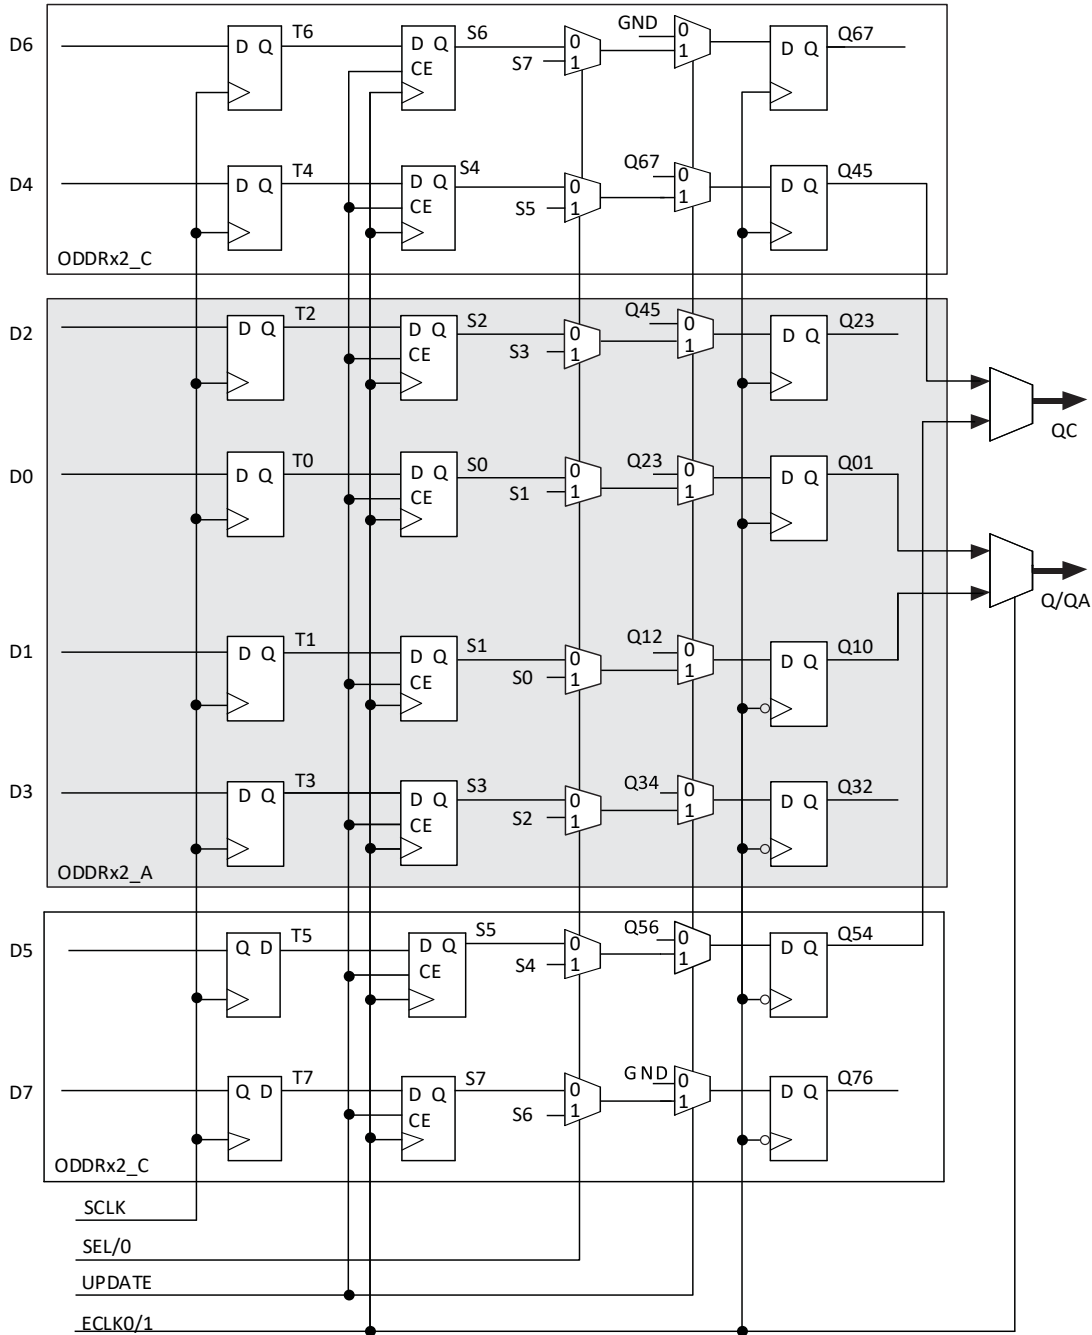 GND
D6 D Q T6 D Q S6 0 0 D Q Q67
CE S7 1 1
Q67
D4 D Q T4 D Q S4 0 0 D Q Q45
CE S5 1 1
ODDRx2_C
Q45
D2 D Q T2 D Q S2 0 0 D Q Q23
CE S3 1 1
QC
D0 D Q T0 D Q S0 0 Q23 0 D Q Q01
CE S1 1 1
Q/QA
D1 D Q T1 D Q S1 0 Q12 0 D Q Q10
CE S0 1 1
D3 D Q T3 D Q S3 0 Q34 0 D Q Q32
CE S2 1 1
ODDRx2_A
D5 Q D T5 D Q S5 0 Q56 0 D Q Q54
CE S4 1 1
D7 Q D T7 D Q S7 0 GND 0 D Q Q76
CE S6 1 1
ODDRx2_C
SCLK
SEL/0
UPDATE
ECLK0/1